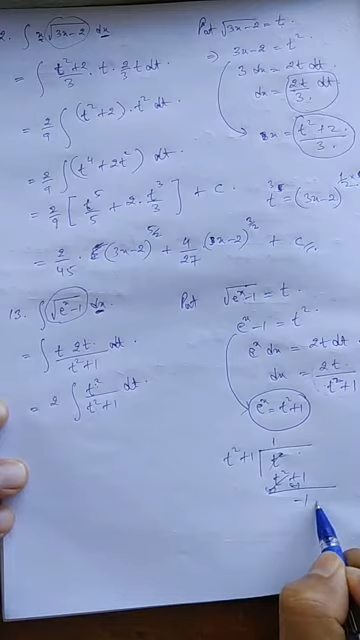 2. ∫ x √(3x-2) dx
Put √(3x-2) = t.
⇒ 3x-2 = t²
= ∫ (t²+2)/3 · t · 2/3 t dt
3 dx = 2t dt
dx = 2t/3 dt
= 2/9 ∫ (t²+2) · t² dt
x = (t²+2)/3.
= 2/9 ∫ (t⁴ + 2t²) dt
= 2/9 [ t⁵/5 + 2 · t³/3 ] + C.
t = (3x-2)
= 2/45 (3x-2)^(5/2) + 4/27 (3x-2)^(3/2) + C
13. ∫ √(eˣ-1) dx
Put √(eˣ-1) = t.
eˣ-1 = t².
= ∫ t 2t/(t²+1) dt
eˣ dx = 2t dt
dx = 2t/(t²+1)
= 2 ∫ t²/(t²+1) dt
eˣ = t²+1
1
t²+1 t²
t²+1
-1